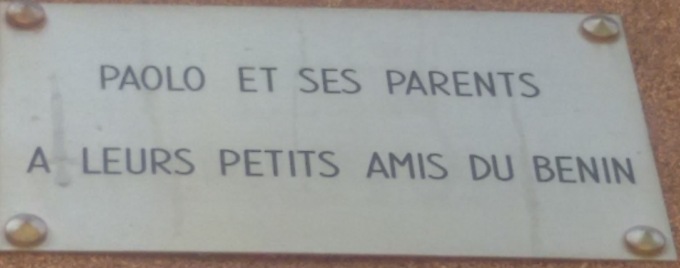 PAOLO ET SES PARENTS
A LEURS PETITS AMIS DU BENIN